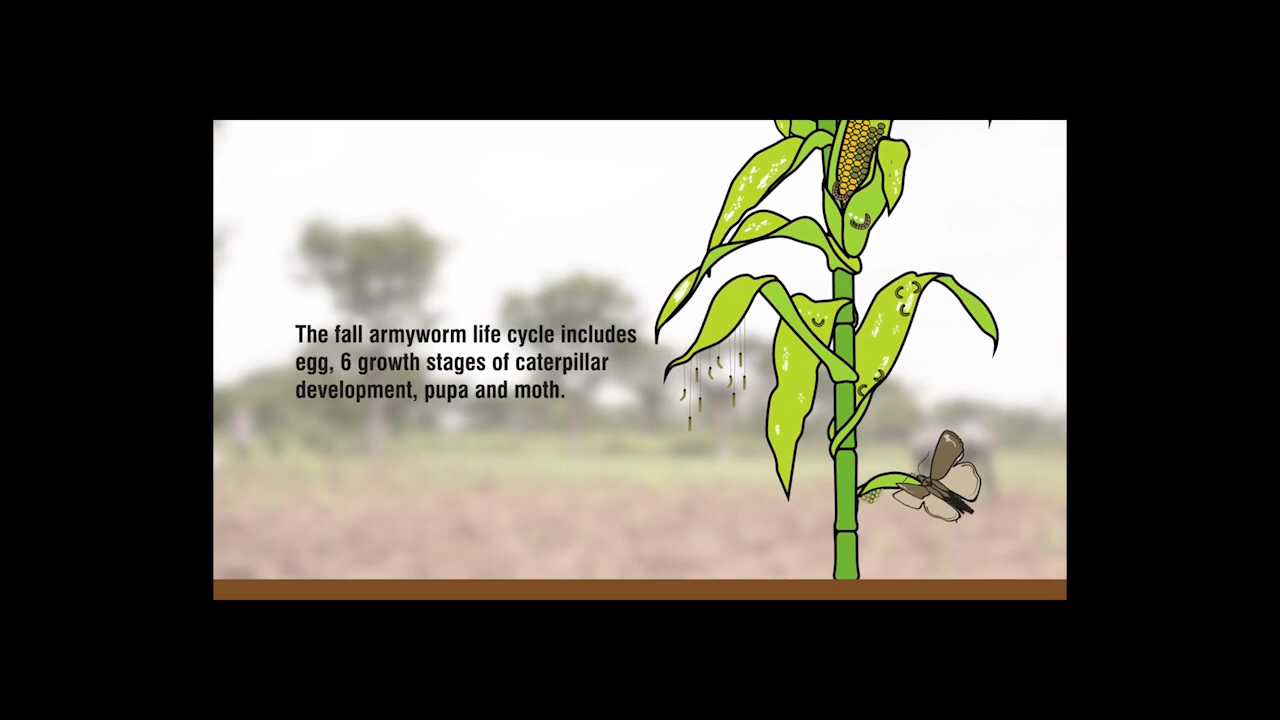 The fall armyworm life cycle includes
egg, 6 growth stages of caterpillar
development, pupa and moth.